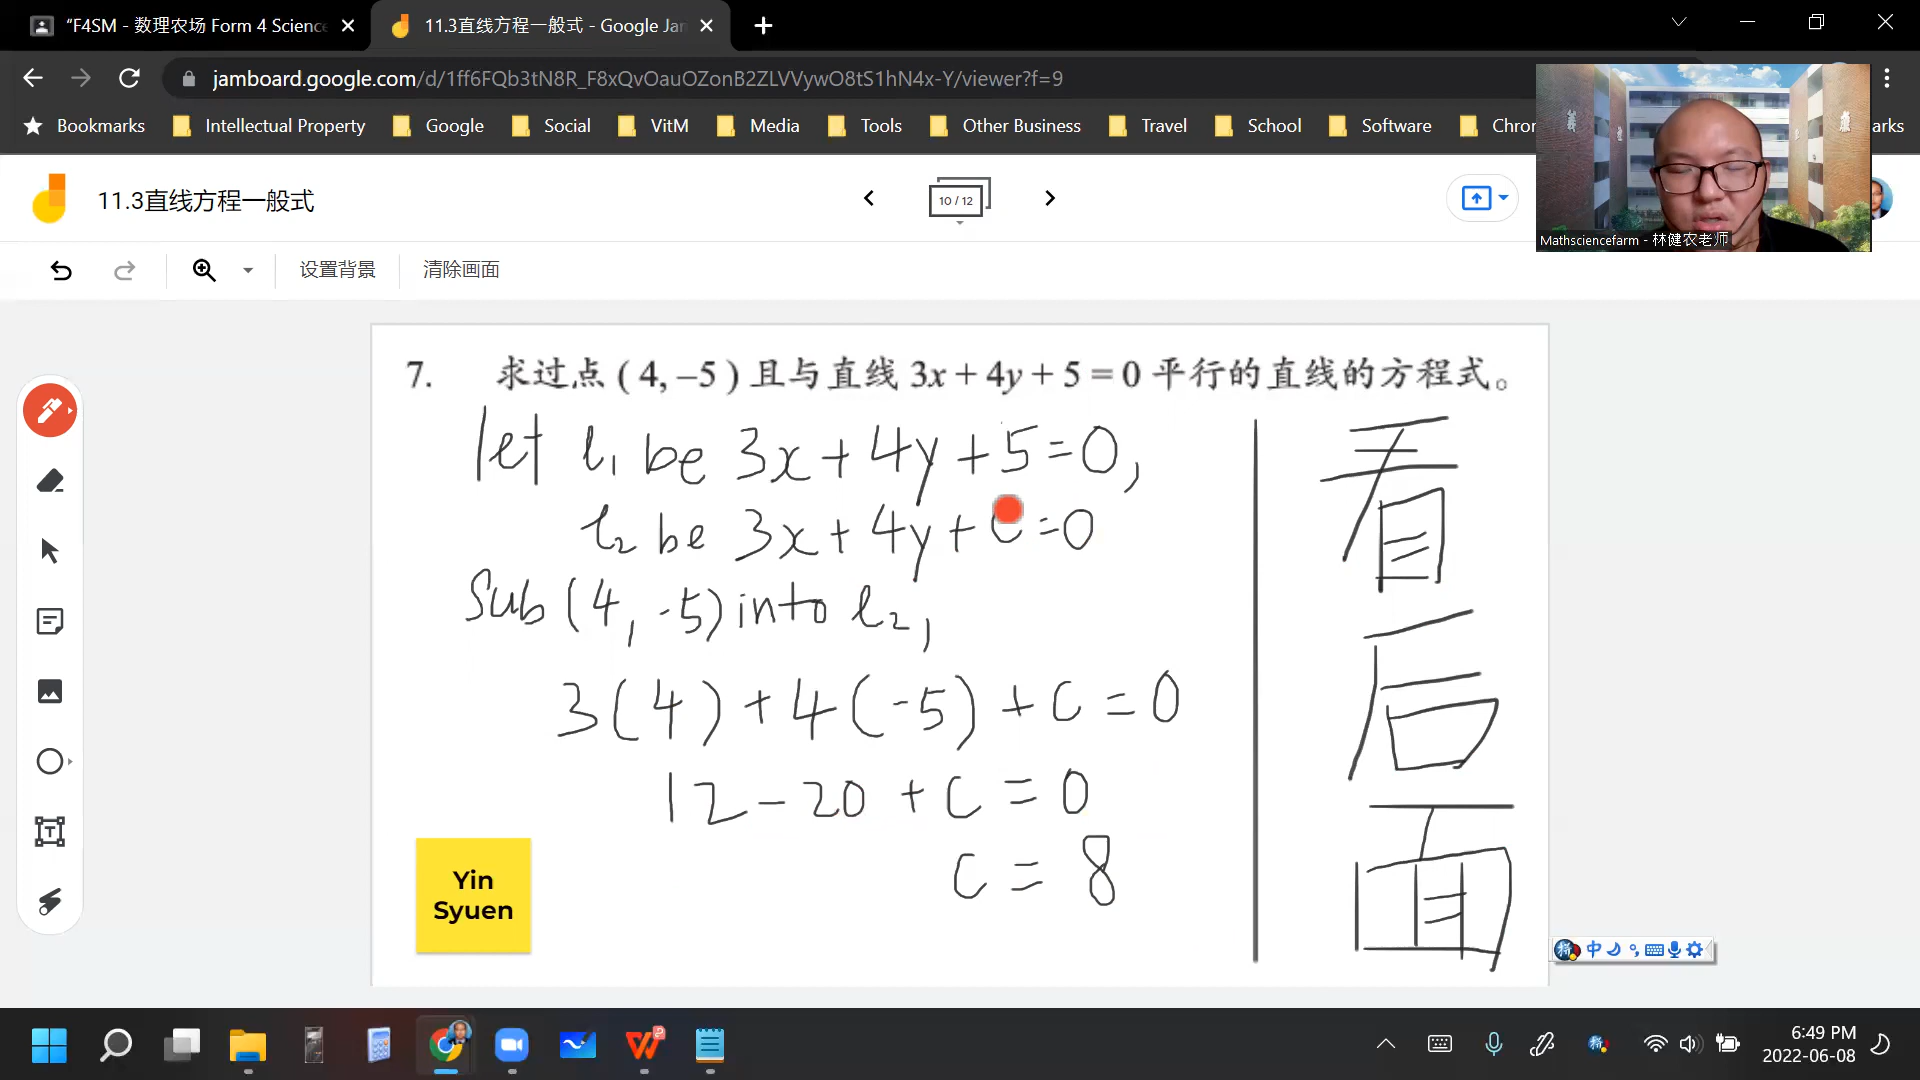 “F4SM - 数理农场 Form 4 Science
11.3直线方程一般式 - Google Jam
jamboard.google.com/d/1ff6FQb3tN8R_F8xQvOauOZonB2ZLVVywO8tS1hN4x-Y/viewer?f=9
Bookmarks Intellectual Property Google Social VitM Media Tools Other Business Travel School Software Chron arks
11.3直线方程一般式
10 / 12
Mathsciencefarm - 林健农老师
设置背景 清除画面
7. 求过点 ( 4, –5 ) 且与直线 3x + 4y + 5 = 0 平行的直线的方程式。
let l₁ be 3x + 4y + 5 = 0,
l₂ be 3x + 4y + C = 0
Sub (4, -5) into l₂,
3(4) + 4(-5) + C = 0
12 - 20 + C = 0
C = 8
Yin
Syuen
看
后
面
中
6:49 PM
2022-06-08